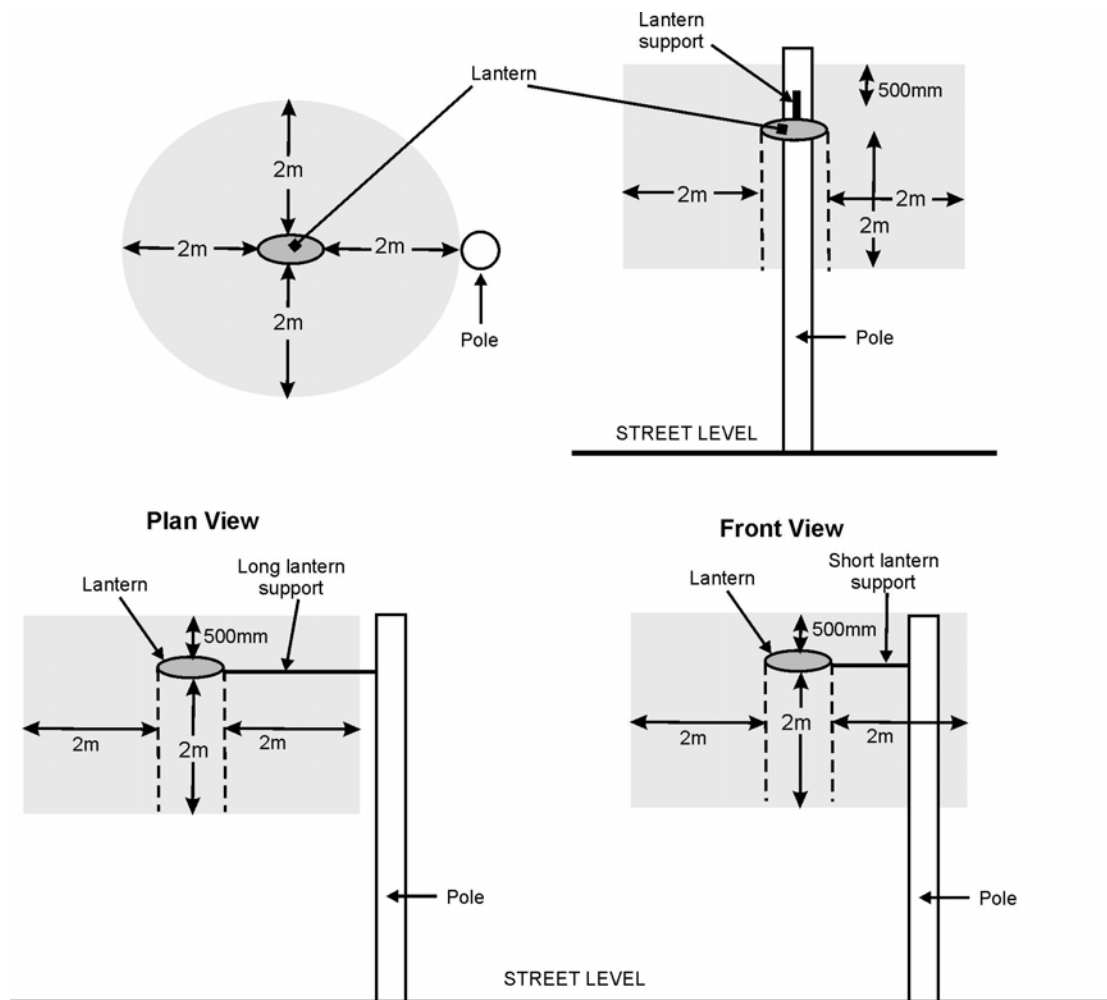 Lantern
support
Lantern
500mm
2m
2m
2m
2m
2m
2m
2m
Pole
Pole
STREET LEVEL
Plan View
Front View
Lantern
Long lantern
support
500mm
2m
2m
2m
Pole
Lantern
Short lantern
support
500mm
2m
2m
2m
Pole
STREET LEVEL